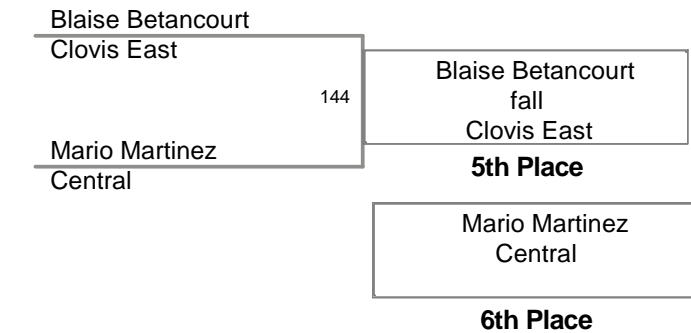 Blaise Betancourt
Clovis East
144
Mario Martinez
Central
Blaise Betancourt
fall
Clovis East
5th Place
Mario Martinez
Central
6th Place